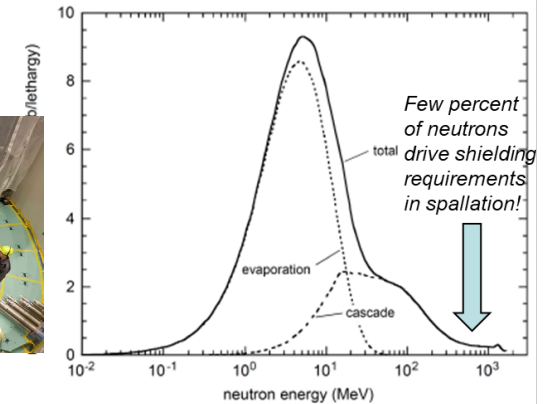 10
8
6
4
2
0
/lethargy)
Few percent
of neutrons
drive shielding
requirements
in spallation!
total
evaporation
cascade
10-2
10-1
100
101
102
103
neutron energy (MeV)